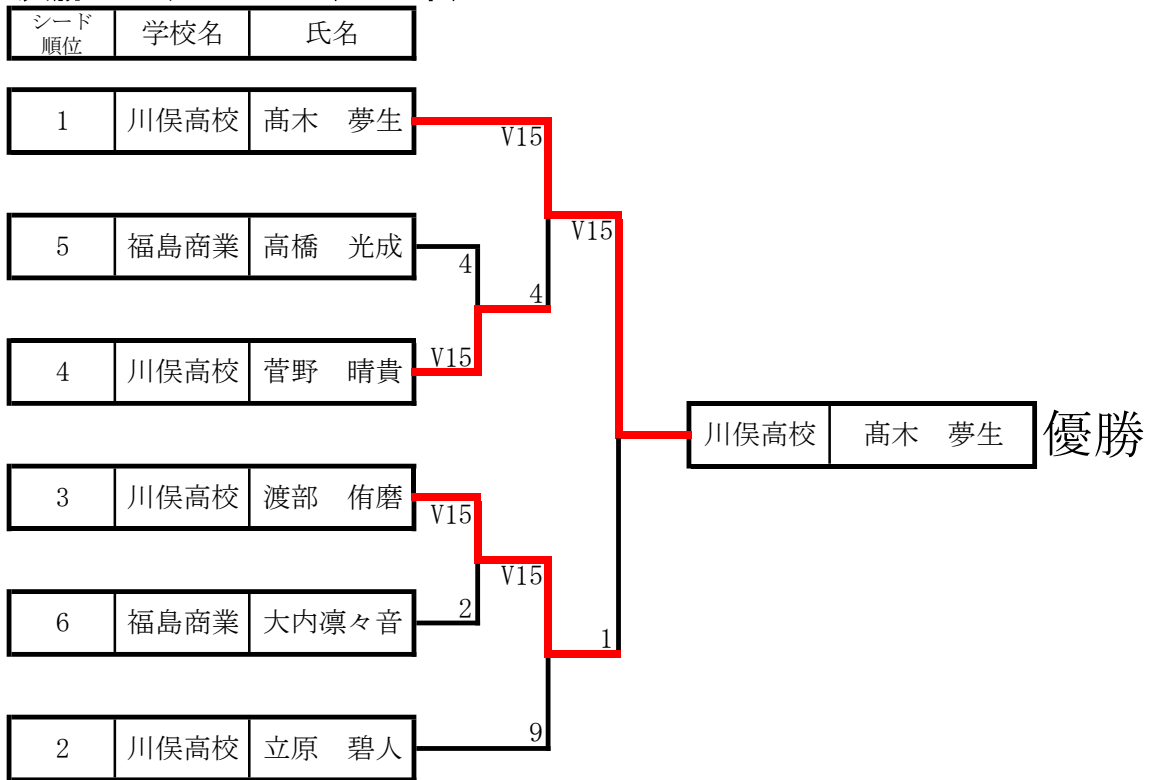 シード順位 学校名 氏名
1 川俣高校 髙木 夢生
V15
5 福島商業 高橋 光成
V15
4
4
4 川俣高校 菅野 晴貴
V15
川俣高校 髙木 夢生 優勝
3 川俣高校 渡部 侑磨
V15
V15
6 福島商業 大内凛々音
2
1
2 川俣高校 立原 碧人
9